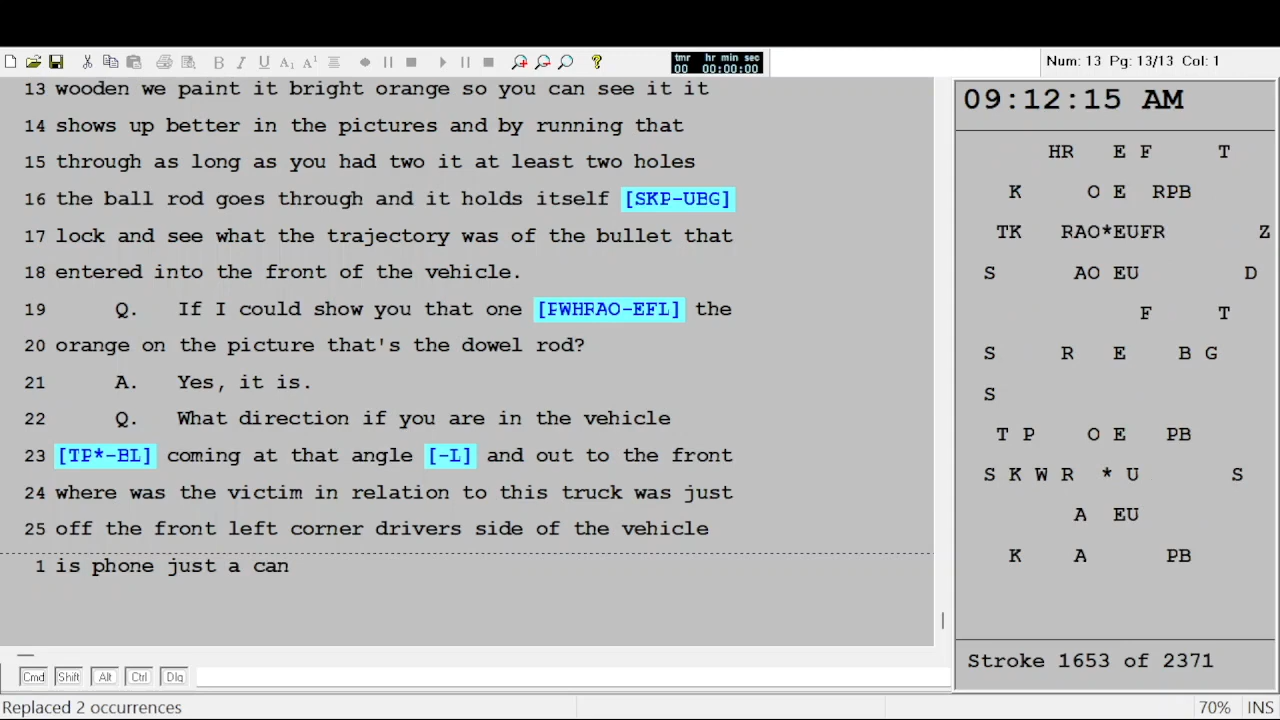 B I U A₁ A¹
tmr hr min sec
00 00:00:00
Num: 13 Pg: 13/13 Col: 1
13 wooden we paint it bright orange so you can see it it
14 shows up better in the pictures and by running that
15 through as long as you had two it at least two holes
16 the ball rod goes through and it holds itself [SKP-UBG]
17 lock and see what the trajectory was of the bullet that
18 entered into the front of the vehicle.
19 Q. If I could show you that one [PWHRAO-EFL] the
20 orange on the picture that's the dowel rod?
21 A. Yes, it is.
22 Q. What direction if you are in the vehicle
23 [TP*-BL] coming at that angle [-L] and out to the front
24 where was the victim in relation to this truck was just
25 off the front left corner drivers side of the vehicle
1 is phone just a can
09:12:15 AM
HR E F T
K O E RPB
TK RAO*EUFR Z
S AO EU D
F T
S R E B G
S
T P O E PB
S K W R * U S
A EU
K A PB
Stroke 1653 of 2371
Cmd Shift Alt Ctrl Dlg
Replaced 2 occurrences
70% INS